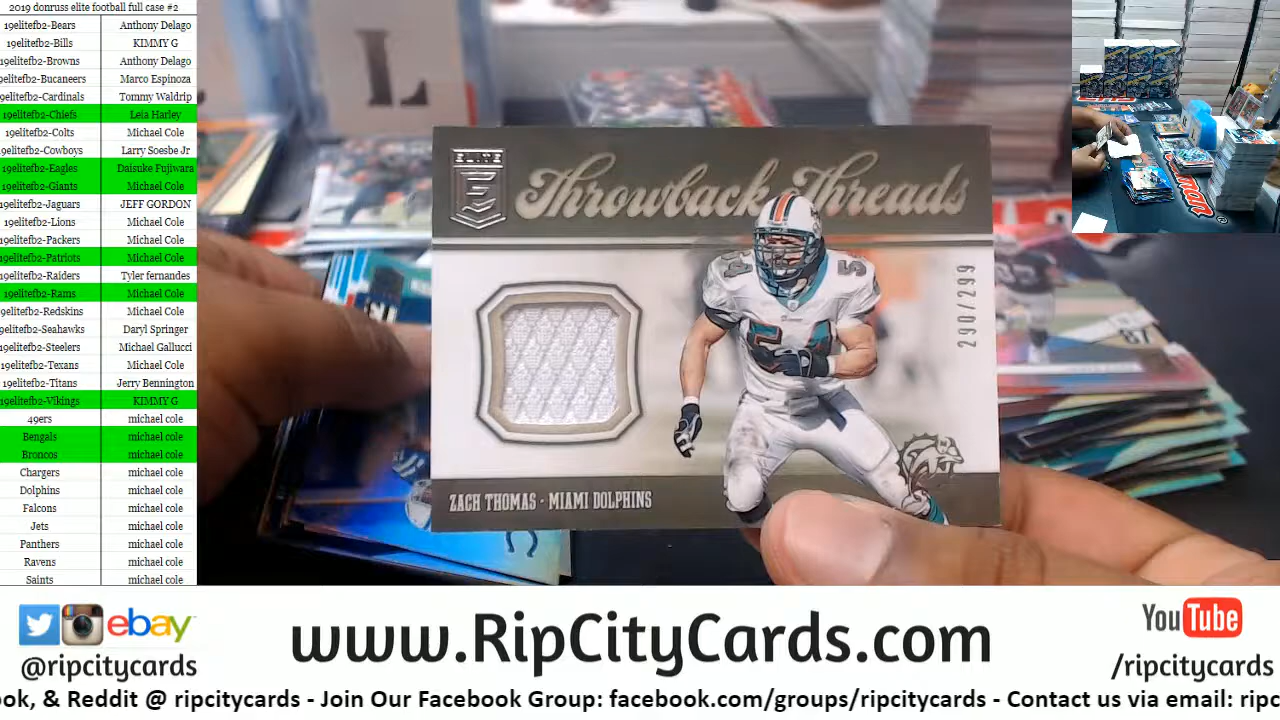 2019 donruss elite football full case #2
19elitefb2-Bears Anthony Delago
19elitefb2-Bills KIMMY G
19elitefb2-Browns Anthony Delago
9elitefb2-Bucaneers Marco Espinoza
9elitefb2-Cardinals Tommy Waldrip
19elitefb2-Chiefs Leia Harley
19elitefb2-Colts Michael Cole
19elitefb2-Cowboys Larry Soesbe Jr
19elitefb2-Eagles Daisuke Fujiwara
19elitefb2-Giants Michael Cole
19elitefb2-Jaguars JEFF GORDON
19elitefb2-Lions Michael Cole
19elitefb2-Packers Michael Cole
19elitefb2-Patriots Michael Cole
19elitefb2-Raiders Tyler fernandes
19elitefb2-Rams Michael Cole
19elitefb2-Redskins Michael Cole
9elitefb2-Seahawks Daryl Springer
19elitefb2-Steelers Michael Gallucci
19elitefb2-Texans Michael Cole
19elitefb2-Titans Jerry Bennington
19elitefb2-Vikings KIMMY G
49ers michael cole
Bengals michael cole
Broncos michael cole
Chargers michael cole
Dolphins michael cole
Falcons michael cole
Jets michael cole
Panthers michael cole
Ravens michael cole
Saints michael cole
L
ELITE
E
Throwback Threads
54
54
290/299
87
ZACH THOMAS · MIAMI DOLPHINS
ebay
@ripcitycards
www.RipCityCards.com
YouTube
/ripcitycards
ok, & Reddit @ ripcitycards - Join Our Facebook Group: facebook.com/groups/ripcitycards - Contact us via email: ripc